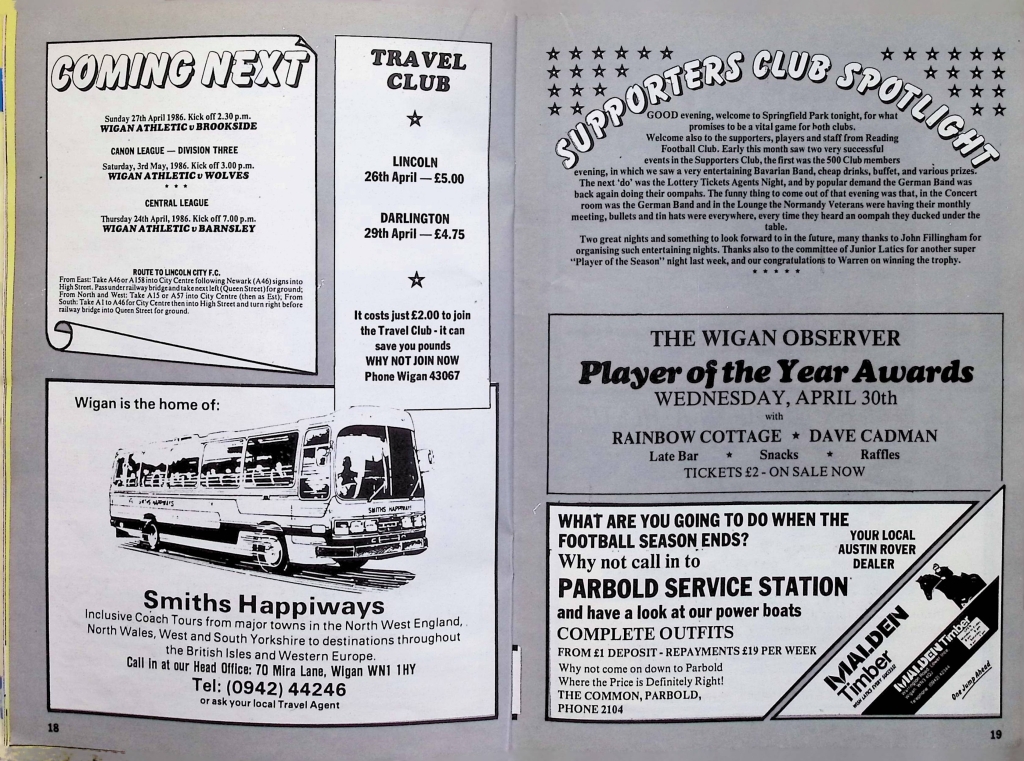 COMING NEXT
Sunday 27th April 1986. Kick off 2.30 p.m.
WIGAN ATHLETIC v BROOKSIDE
CANON LEAGUE — DIVISION THREE
Saturday, 3rd May, 1986. Kick off 3.00 p.m.
WIGAN ATHLETIC v WOLVES
* * *
CENTRAL LEAGUE
Thursday 24th April, 1986. Kick off 7.00 p.m.
WIGAN ATHLETIC v BARNSLEY
ROUTE TO LINCOLN CITY F.C.
From East: Take A46 or A158 into City Centre following Newark (A46) signs into
High Street. Pass under railway bridge and take next left (Queen Street) for ground;
From North and West: Take A15 or A57 into City Centre (then as East); From
South: Take A1 to A46 for City Centre then into High Street and turn right before
railway bridge into Queen Street for ground.
TRAVEL
CLUB
LINCOLN
26th April — £5.00
DARLINGTON
29th April — £4.75
It costs just £2.00 to join
the Travel Club - it can
save you pounds
WHY NOT JOIN NOW
Phone Wigan 43067
Wigan is the home of:
SMITHS HAPPIWAYS
SMITHS HAPPIWAYS
Smiths Happiways
Inclusive Coach Tours from major towns in the North West England,
North Wales, West and South Yorkshire to destinations throughout
the British Isles and Western Europe.
Call in at our Head Office: 70 Mira Lane, Wigan WN1 1HY
Tel: (0942) 44246
or ask your local Travel Agent
18
SUPPORTERS CLUB SPOTLIGHT
GOOD evening, welcome to Springfield Park tonight, for what
promises to be a vital game for both clubs.
Welcome also to the supporters, players and staff from Reading
Football Club. Early this month saw two very successful
events in the Supporters Club, the first was the 500 Club members
evening, in which we saw a very entertaining Bavarian Band, cheap drinks, buffet, and various prizes.
The next 'do' was the Lottery Tickets Agents Night, and by popular demand the German Band was
back again doing their oompahs. The funny thing to come out of that evening was that, in the Concert
room was the German Band and in the Lounge the Normandy Veterans were having their monthly
meeting, bullets and tin hats were everywhere, every time they heard an oompah they ducked under the
table.
Two great nights and something to look forward to in the future, many thanks to John Fillingham for
organising such entertaining nights. Thanks also to the committee of Junior Latics for another super
"Player of the Season" night last week, and our congratulations to Warren on winning the trophy.
* * * * *
THE WIGAN OBSERVER
Player of the Year Awards
WEDNESDAY, APRIL 30th
with
RAINBOW COTTAGE ★ DAVE CADMAN
Late Bar ★ Snacks ★ Raffles
TICKETS £2 - ON SALE NOW
WHAT ARE YOU GOING TO DO WHEN THE
FOOTBALL SEASON ENDS?
Why not call in to
PARBOLD SERVICE STATION
and have a look at our power boats
COMPLETE OUTFITS
FROM £1 DEPOSIT - REPAYMENTS £19 PER WEEK
Why not come on down to Parbold
Where the Price is Definitely Right!
THE COMMON, PARBOLD,
PHONE 2104
YOUR LOCAL
AUSTIN ROVER
DEALER
MALDEN
Timber
MALDEN Timber
One Jump Ahead
19